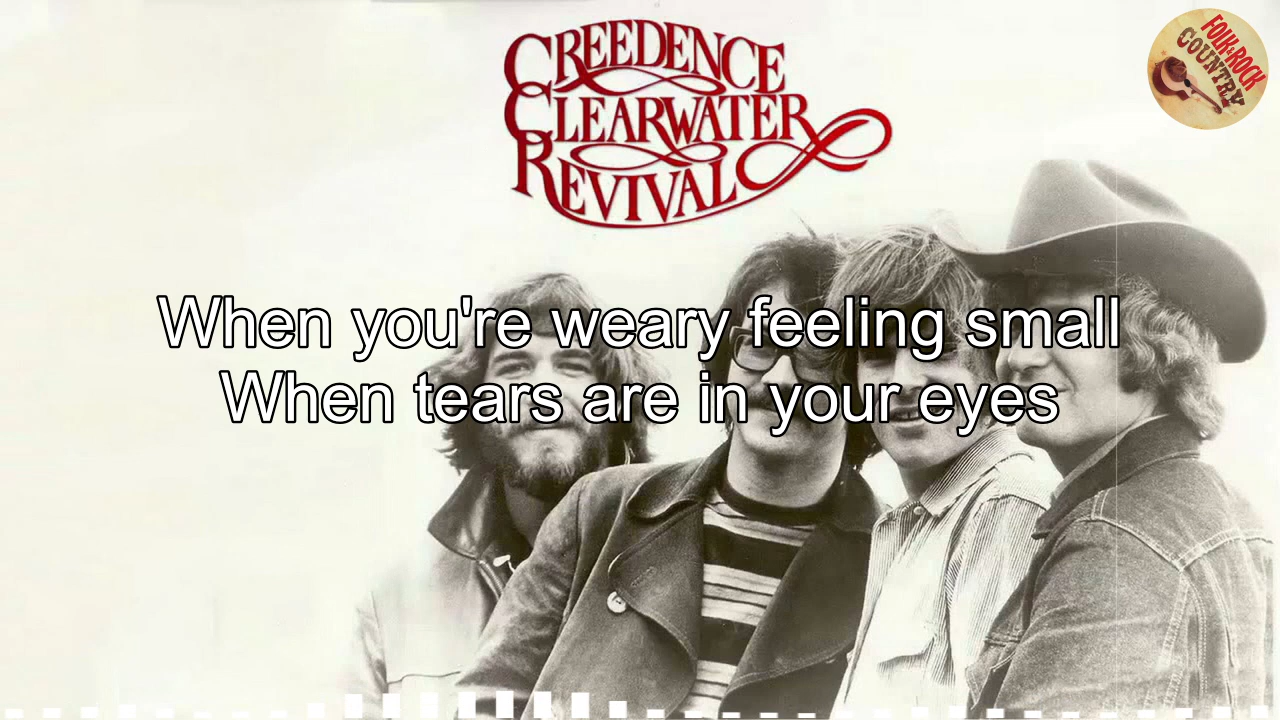 CREEDENCE
CLEARWATER
REVIVAL
FOLK & ROCK
COUNTRY
When you're weary feeling small
When tears are in your eyes